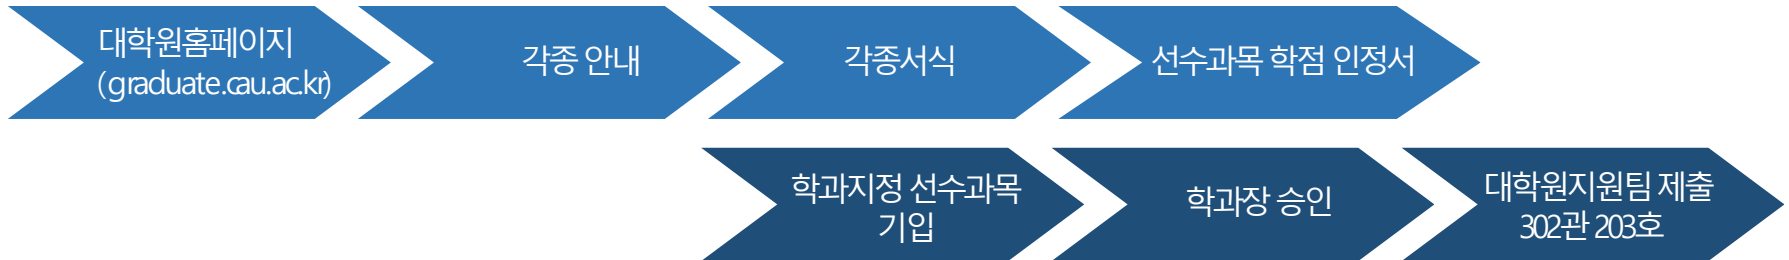 대학원홈페이지
(graduate.cau.ac.kr)
각종 안내
각종서식
선수과목 학점 인정서
학과지정 선수과목
기입
학과장 승인
대학원지원팀 제출
302관 203호